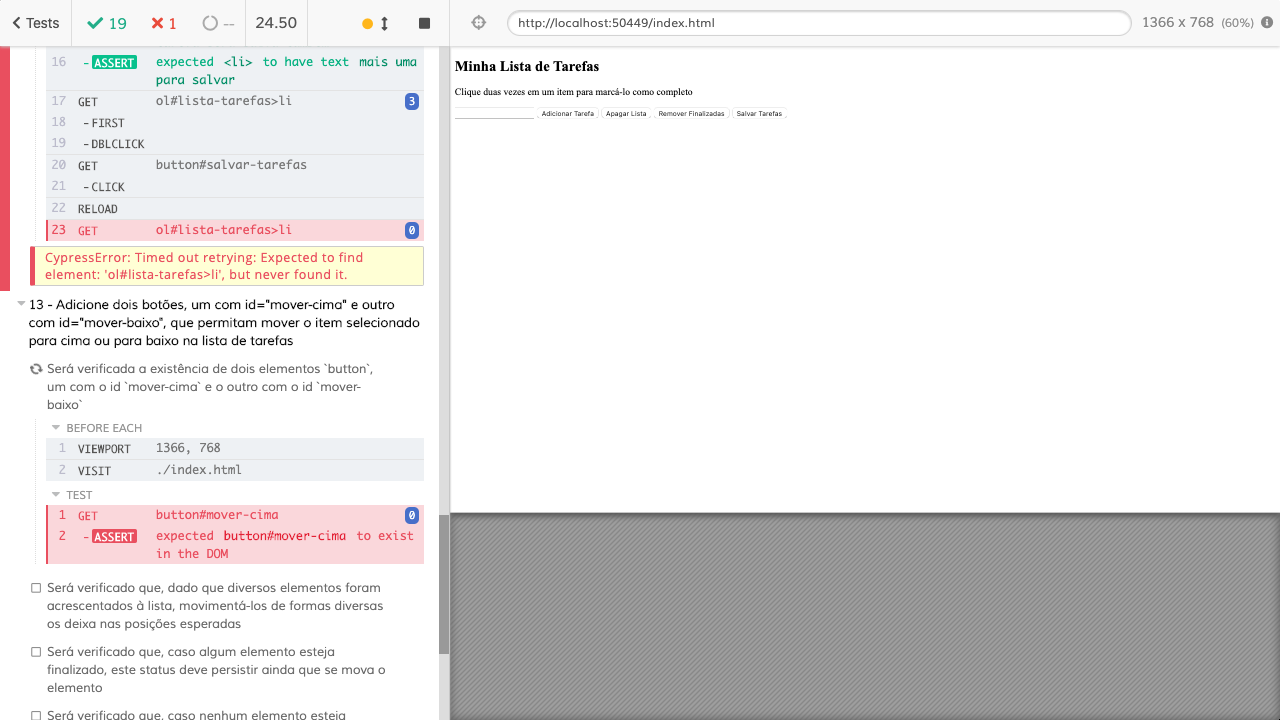 Tests
19
1
--
24.50
http://localhost:50449/index.html
1366 x 768 (60%)
16 -ASSERT expected <li> to have text mais uma
para salvar
17 GET ol#lista-tarefas>li 3
18 -FIRST
19 -DBLCLICK
20 GET button#salvar-tarefas
21 -CLICK
22 RELOAD
23 GET ol#lista-tarefas>li 0
CypressError: Timed out retrying: Expected to find
element: 'ol#lista-tarefas>li', but never found it.
13 - Adicione dois botões, um com id="mover-cima" e outro
com id="mover-baixo", que permitam mover o item selecionado
para cima ou para baixo na lista de tarefas
Será verificada a existência de dois elementos `button`,
um com o id `mover-cima` e o outro com o id `mover-
baixo`
BEFORE EACH
1 VIEWPORT 1366, 768
2 VISIT ./index.html
TEST
1 GET button#mover-cima 0
2 -ASSERT expected button#mover-cima to exist
in the DOM
Será verificado que, dado que diversos elementos foram
acrescentados à lista, movimentá-los de formas diversas
os deixa nas posições esperadas
Será verificado que, caso algum elemento esteja
finalizado, este status deve persistir ainda que se mova o
elemento
Será verificado que, caso nenhum elemento esteja
Minha Lista de Tarefas
Clique duas vezes em um item para marcá-lo como completo
Adicionar Tarefa Apagar Lista Remover Finalizadas Salvar Tarefas